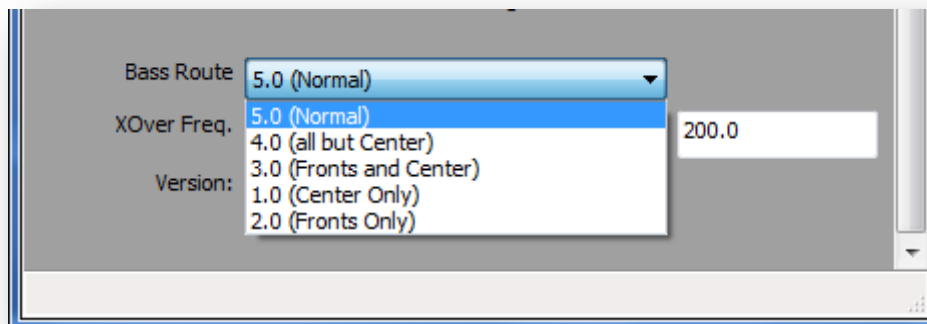 Bass Route 5.0 (Normal)
5.0 (Normal)
XOver Freq. 200.0
4.0 (all but Center)
3.0 (Fronts and Center)
Version:
1.0 (Center Only)
2.0 (Fronts Only)